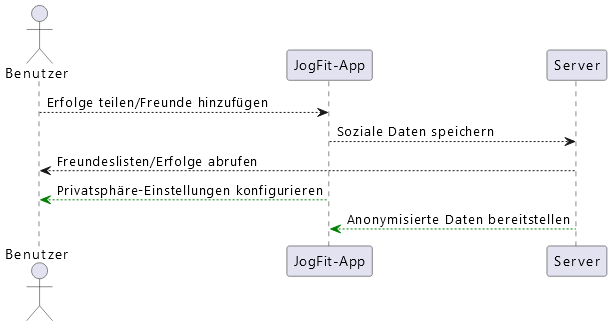 Benutzer
JogFit-App
Server
Erfolge teilen/Freunde hinzufügen
Soziale Daten speichern
Freundeslisten/Erfolge abrufen
Privatsphäre-Einstellungen konfigurieren
Anonymisierte Daten bereitstellen
Benutzer
JogFit-App
Server